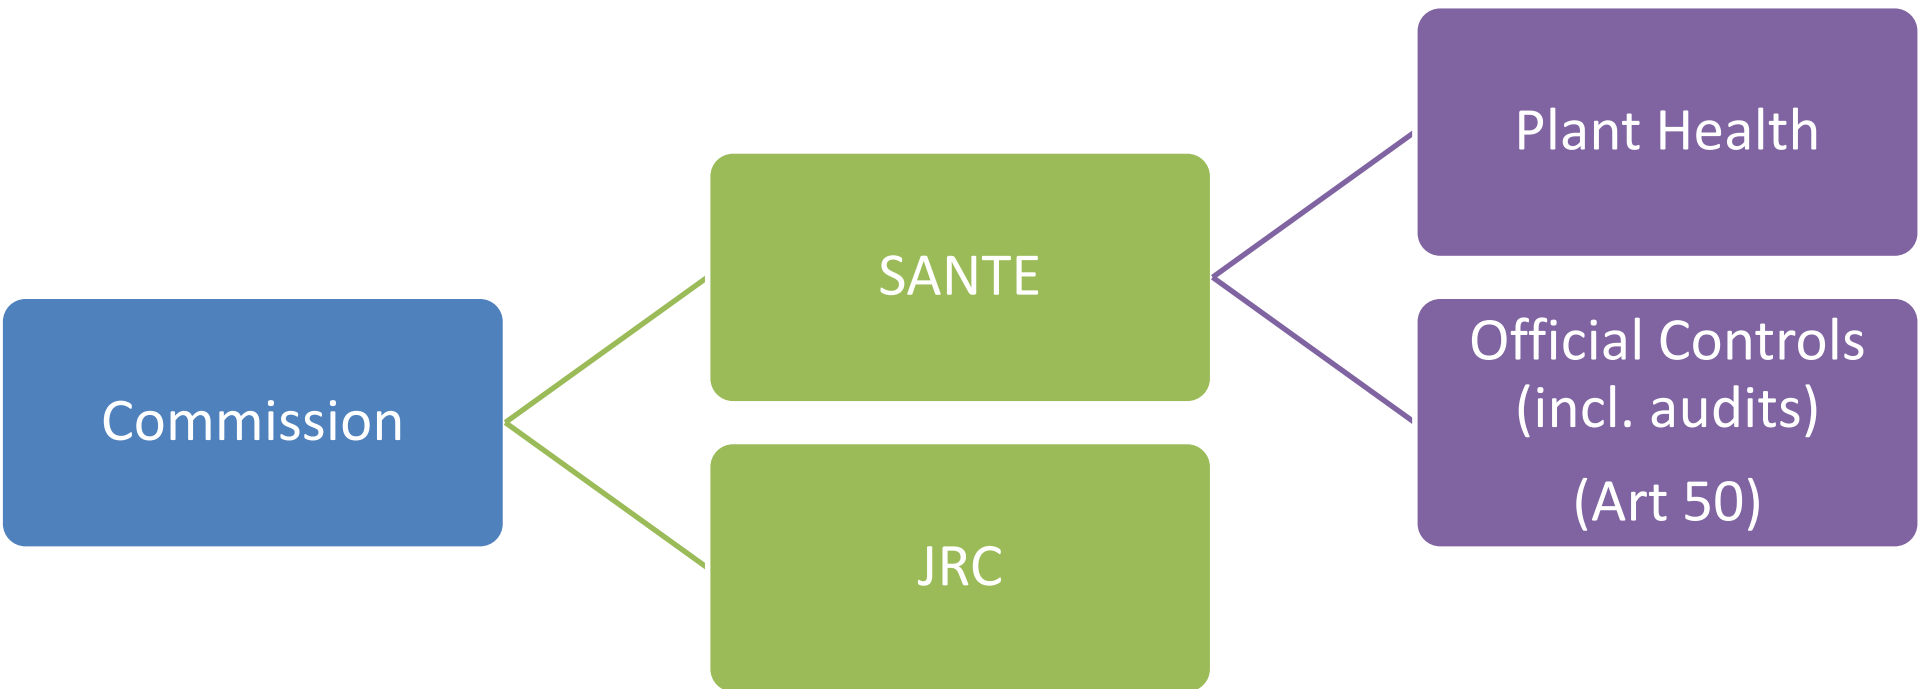 Commission
SANTE
JRC
Plant Health
Official Controls
(incl. audits)
(Art 50)